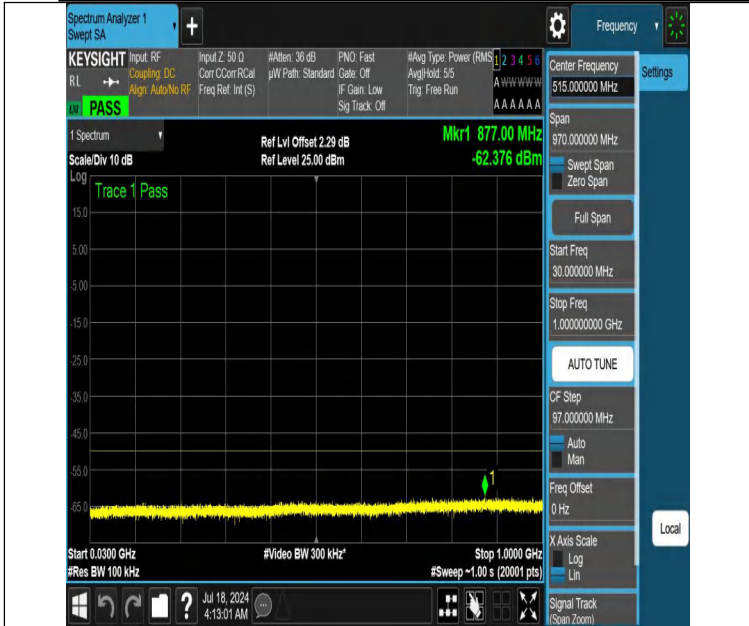 Spectrum Analyzer 1
Swept SA
+
Frequency
KEYSIGHT
RL
LXI
PASS
Input: RF
Coupling: DC
Align: Auto/No RF
Input Z: 50 Ω
Corr CCorr RCal
Freq Ref: Int (S)
#Atten: 36 dB
µW Path: Standard
PNO: Fast
Gate: Off
IF Gain: Low
Sig Track: Off
#Avg Type: Power (RMS
Avg|Hold: 5/5
Trig: Free Run
1 2 3 4 5 6
A W W W W W
A A A A A A
1 Spectrum
Scale/Div 10 dB
Ref Lvl Offset 2.29 dB
Ref Level 25.00 dBm
Mkr1 877.00 MHz
-62.376 dBm
Log
Trace 1 Pass
15.0
5.00
-5.00
-15.0
-25.0
-35.0
-45.0
-55.0
-65.0
1
Start 0.0300 GHz
#Res BW 100 kHz
#Video BW 300 kHz*
Stop 1.0000 GHz
#Sweep ~1.00 s (20001 pts)
Jul 18, 2024
4:13:01 AM
?
Center Frequency
515.000000 MHz
Span
970.000000 MHz
Swept Span
Zero Span
Full Span
Start Freq
30.000000 MHz
Stop Freq
1.000000000 GHz
AUTO TUNE
CF Step
97.000000 MHz
Auto
Man
Freq Offset
0 Hz
X Axis Scale
Log
Lin
Signal Track
(Span Zoom)
Settings
Local